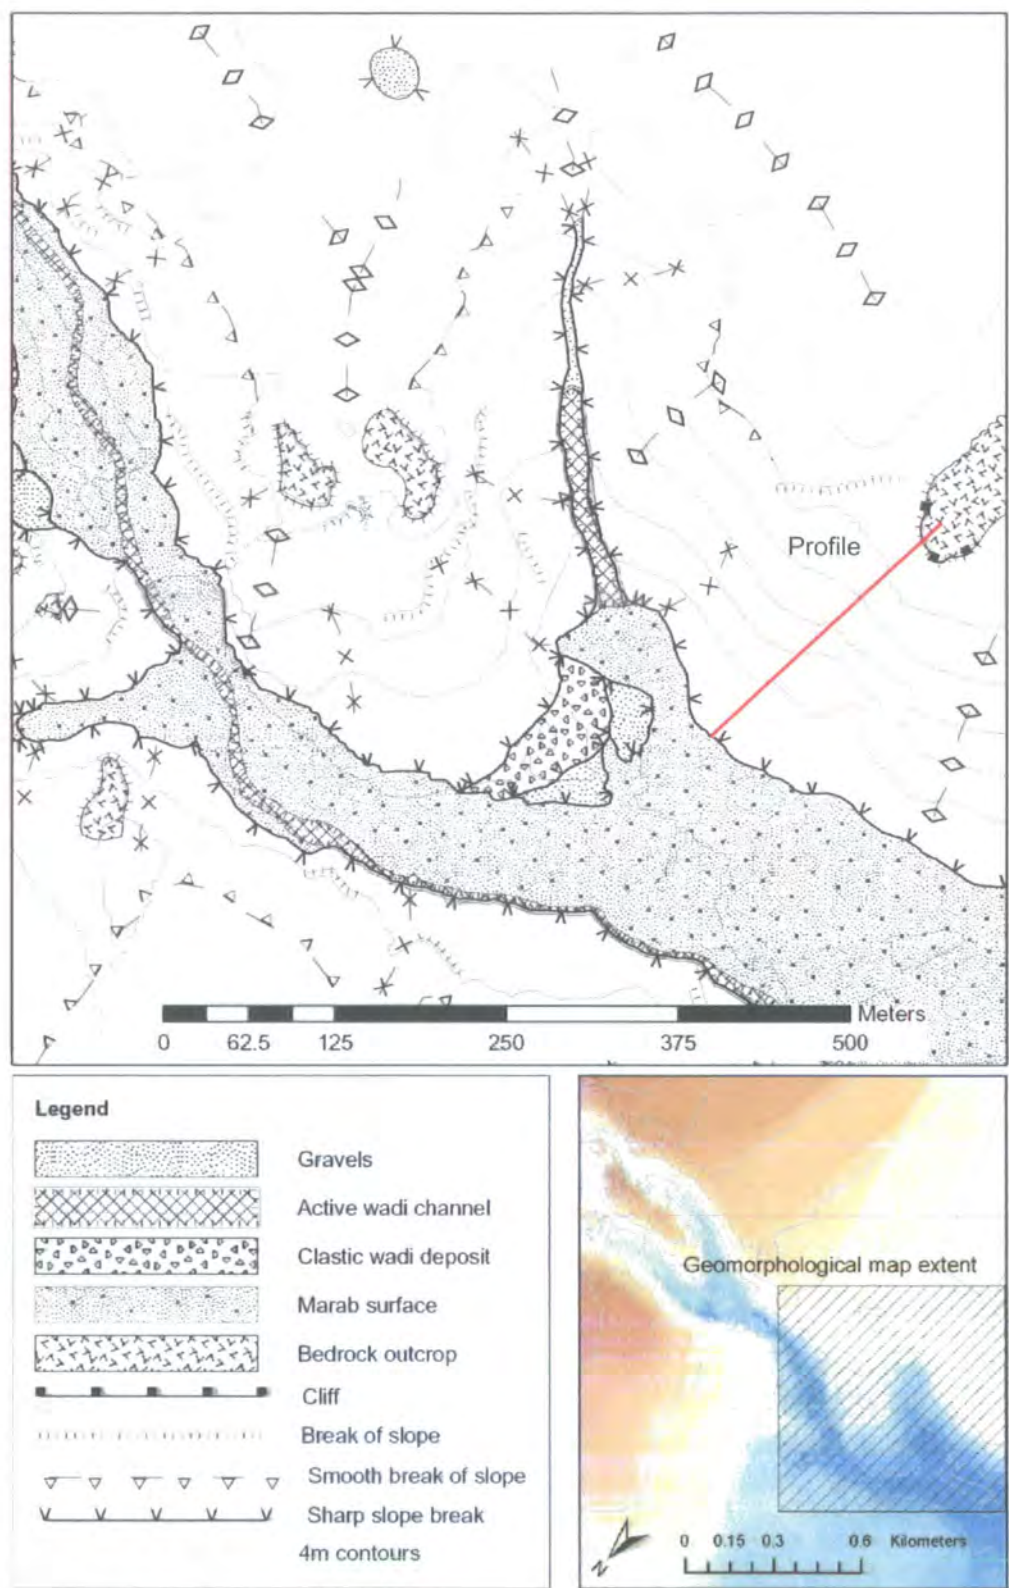 Profile
Meters
0 62.5 125 250 375 500
Legend
Gravels
Active wadi channel
Clastic wadi deposit
Marab surface
Bedrock outcrop
Cliff
Break of slope
Smooth break of slope
Sharp slope break
4m contours
Geomorphological map extent
N
0 0.15 0.3 0.6 Kilometers